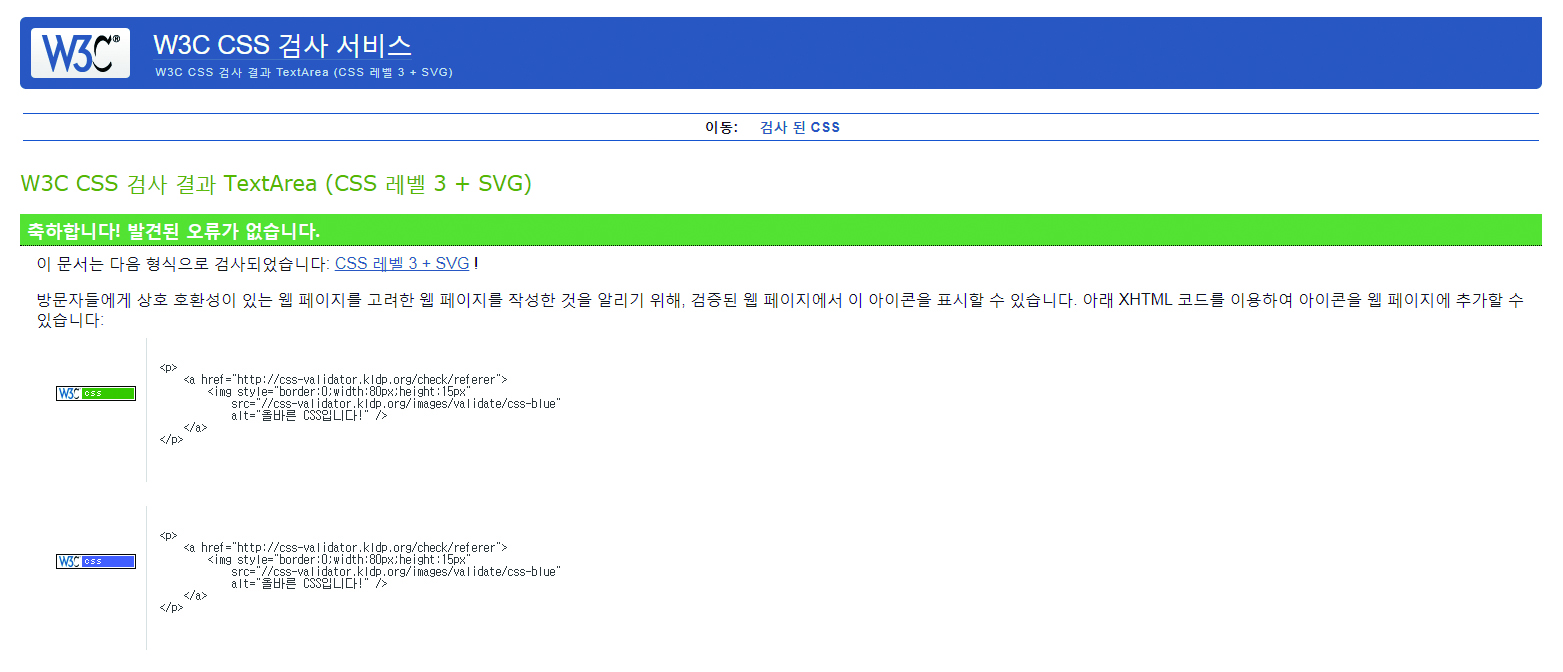 W3C® W3C CSS 검사 서비스
W3C CSS 검사 결과 TextArea (CSS 레벨 3 + SVG)
이동: 검사 된 CSS
W3C CSS 검사 결과 TextArea (CSS 레벨 3 + SVG)
축하합니다! 발견된 오류가 없습니다.
이 문서는 다음 형식으로 검사되었습니다: CSS 레벨 3 + SVG !
방문자들에게 상호 호환성이 있는 웹 페이지를 고려한 웹 페이지를 작성한 것을 알리기 위해, 검증된 웹 페이지에서 이 아이콘을 표시할 수 있습니다. 아래 XHTML 코드를 이용하여 아이콘을 웹 페이지에 추가할 수
있습니다:
W3C css
<p>
<a href="http://css-validator.kldp.org/check/referer">
<img style="border:0;width:80px;height:15px"
src="//css-validator.kldp.org/images/validate/css-blue"
alt="올바른 CSS입니다!" />
</a>
</p>
W3C css
<p>
<a href="http://css-validator.kldp.org/check/referer">
<img style="border:0;width:80px;height:15px"
src="//css-validator.kldp.org/images/validate/css-blue"
alt="올바른 CSS입니다!" />
</a>
</p>